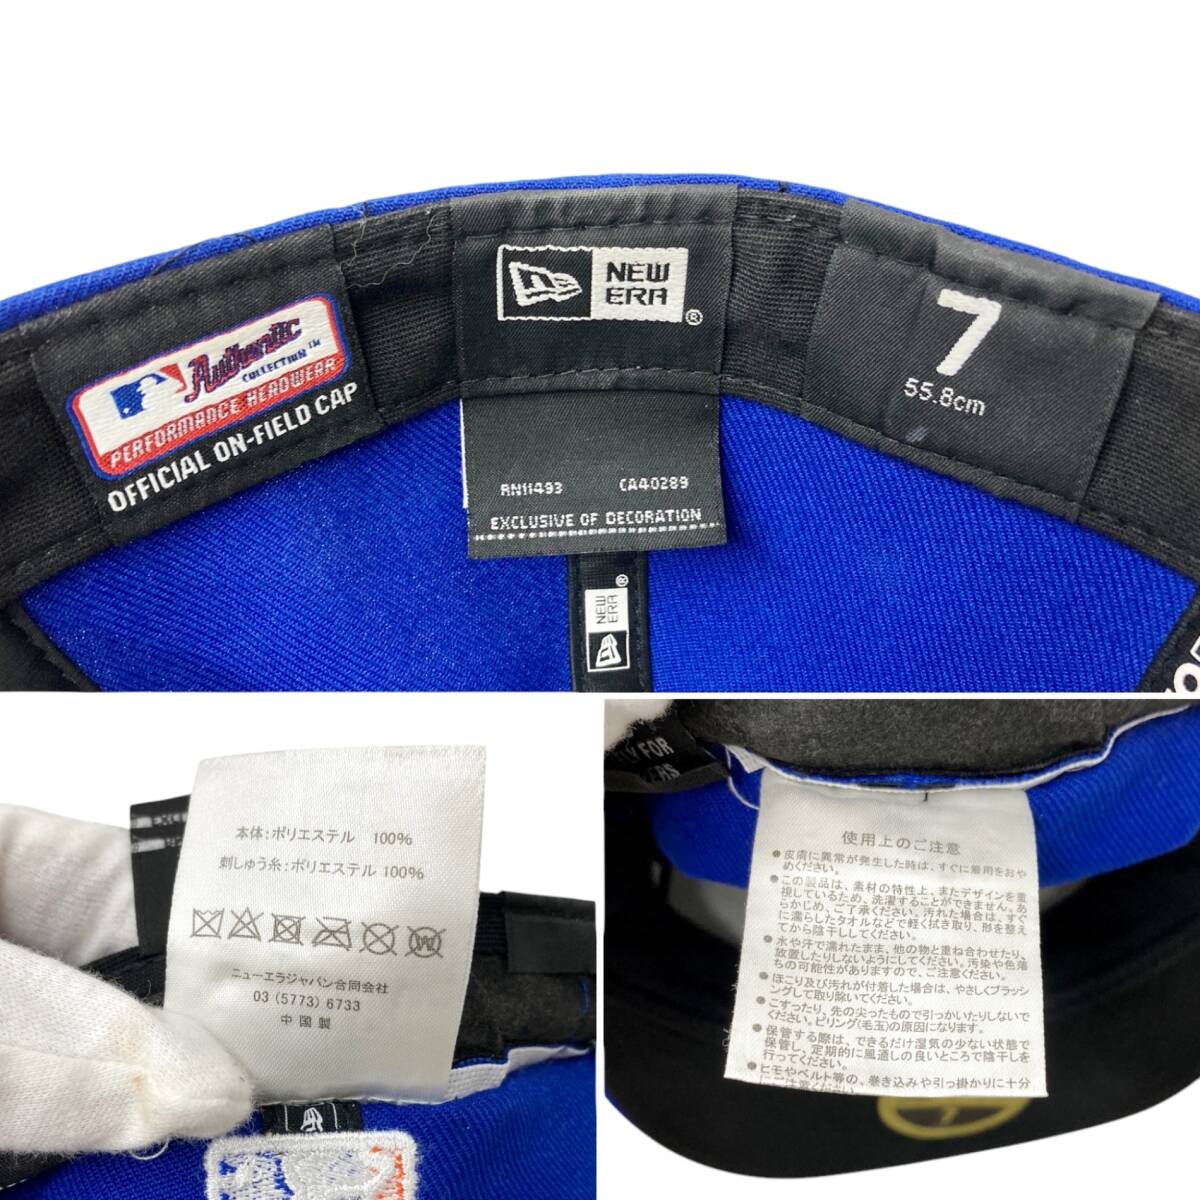 Authentic
COLLECTION™
PERFORMANCE HEADWEAR
OFFICIAL ON-FIELD CAP
NEW
ERA
®
RN11493 CA40289
EXCLUSIVE OF DECORATION
7
55.8cm
NEW
ERA
®
本体:ポリエステル 100%
刺しゅう糸:ポリエステル 100%
ニューエラジャパン合同会社
03 (5773) 6733
中国製
FOR
使用上のご注意
●皮膚に異常が発生した時は、すぐに着用をおや
めください。
●この製品は、素材の特性上、またデザインを重
視しているため、洗濯することができません。あ
らかじめ、ご了承ください。汚れた場合は、すぐ
に濡らしたタオルなどで軽く拭き取り、形を整え
てから陰干ししてください。
●水や汗で濡れたまま、他の物と重ね合わせたり、
放置したりしないようにしてください。汚染や色落
ちの可能性がありますので、ご注意ください。
●ほこり及び汚れが付着した場合は、やさしくブラッシ
ングして取り除いてください。
●こすったり、先の尖ったもので引っかいたりしないで
ください。ピリング(毛玉)の原因になります。
●保管する際は、できるだけ湿気の少ない状態で
保管し、定期的に風通しの良いところで陰干しを
行ってください。
●ヒモやベルト等の、巻き込みや引っ掛かりに十分
にご注意ください。